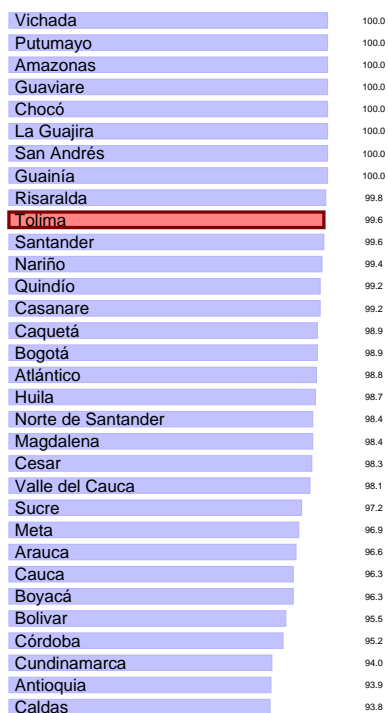 Vichada 100.0
Putumayo 100.0
Amazonas 100.0
Guaviare 100.0
Chocó 100.0
La Guajira 100.0
San Andrés 100.0
Guainía 100.0
Risaralda 99.8
Tolima 99.6
Santander 99.6
Nariño 99.4
Quindío 99.2
Casanare 99.2
Caquetá 98.9
Bogotá 98.9
Atlántico 98.8
Huila 98.7
Norte de Santander 98.4
Magdalena 98.4
Cesar 98.3
Valle del Cauca 98.1
Sucre 97.2
Meta 96.9
Arauca 96.6
Cauca 96.3
Boyacá 96.3
Bolivar 95.5
Córdoba 95.2
Cundinamarca 94.0
Antioquia 93.9
Caldas 93.8